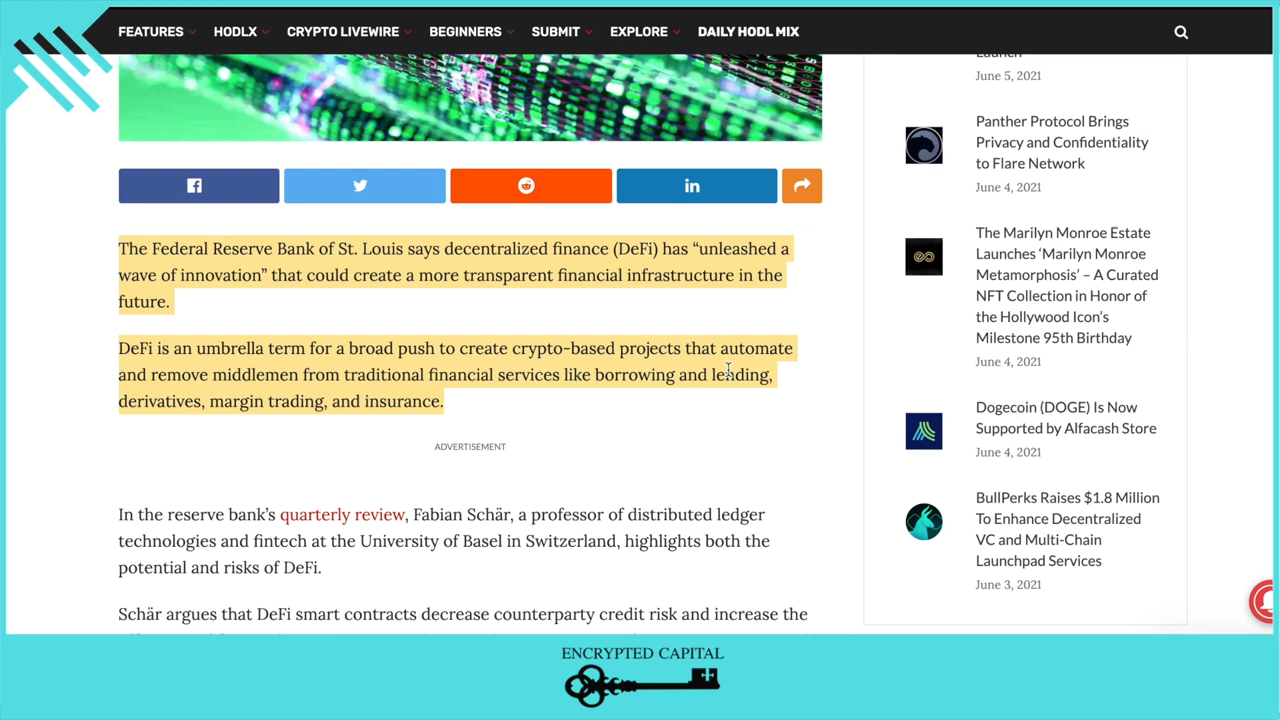 FEATURES HODLX CRYPTO LIVEWIRE BEGINNERS SUBMIT EXPLORE DAILY HODL MIX
The Federal Reserve Bank of St. Louis says decentralized finance (DeFi) has “unleashed a
wave of innovation” that could create a more transparent financial infrastructure in the
future.
DeFi is an umbrella term for a broad push to create crypto-based projects that automate
and remove middlemen from traditional financial services like borrowing and lending,
derivatives, margin trading, and insurance.
ADVERTISEMENT
In the reserve bank’s quarterly review, Fabian Schär, a professor of distributed ledger
technologies and fintech at the University of Basel in Switzerland, highlights both the
potential and risks of DeFi.
Schär argues that DeFi smart contracts decrease counterparty credit risk and increase the
Launch
June 5, 2021
Panther Protocol Brings
Privacy and Confidentiality
to Flare Network
June 4, 2021
The Marilyn Monroe Estate
Launches ‘Marilyn Monroe
Metamorphosis’ – A Curated
NFT Collection in Honor of
the Hollywood Icon’s
Milestone 95th Birthday
June 4, 2021
Dogecoin (DOGE) Is Now
Supported by Alfacash Store
June 4, 2021
BullPerks Raises $1.8 Million
To Enhance Decentralized
VC and Multi-Chain
Launchpad Services
June 3, 2021
ENCRYPTED CAPITAL